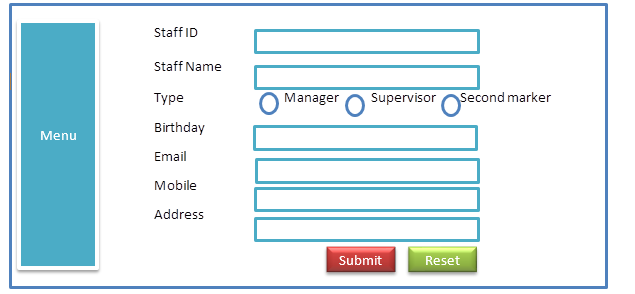 Menu
Staff ID
Staff Name
Type
Manager
Supervisor
Second marker
Birthday
Email
Mobile
Address
Submit
Reset